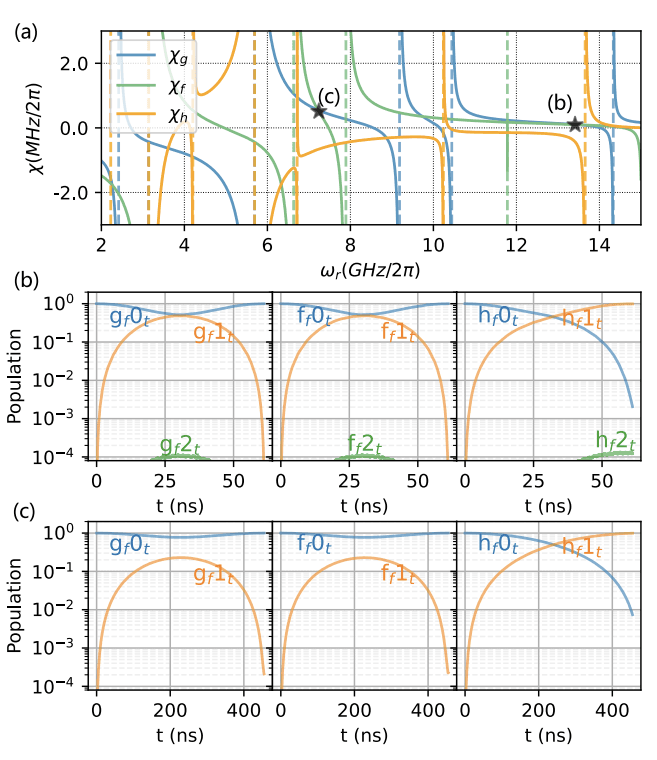 (a)
χg
χf
χh
(c)
(b)
2.0
0.0
-2.0
χ(MHz/2π)
2 4 6 8 10 12 14
ωr(GHz/2π)
(b)
Population
10^0
10^-1
10^-2
10^-3
10^-4
gf0t
gf1t
gf2t
ff0t
ff1t
ff2t
hf0t
hf1t
hf2t
0 25 50 0 25 50 0 25 50
t (ns) t (ns) t (ns)
(c)
Population
10^0
10^-1
10^-2
10^-3
10^-4
gf0t
gf1t
ff0t
ff1t
hf0t
hf1t
0 200 400 0 200 400 0 200 400
t (ns) t (ns) t (ns)